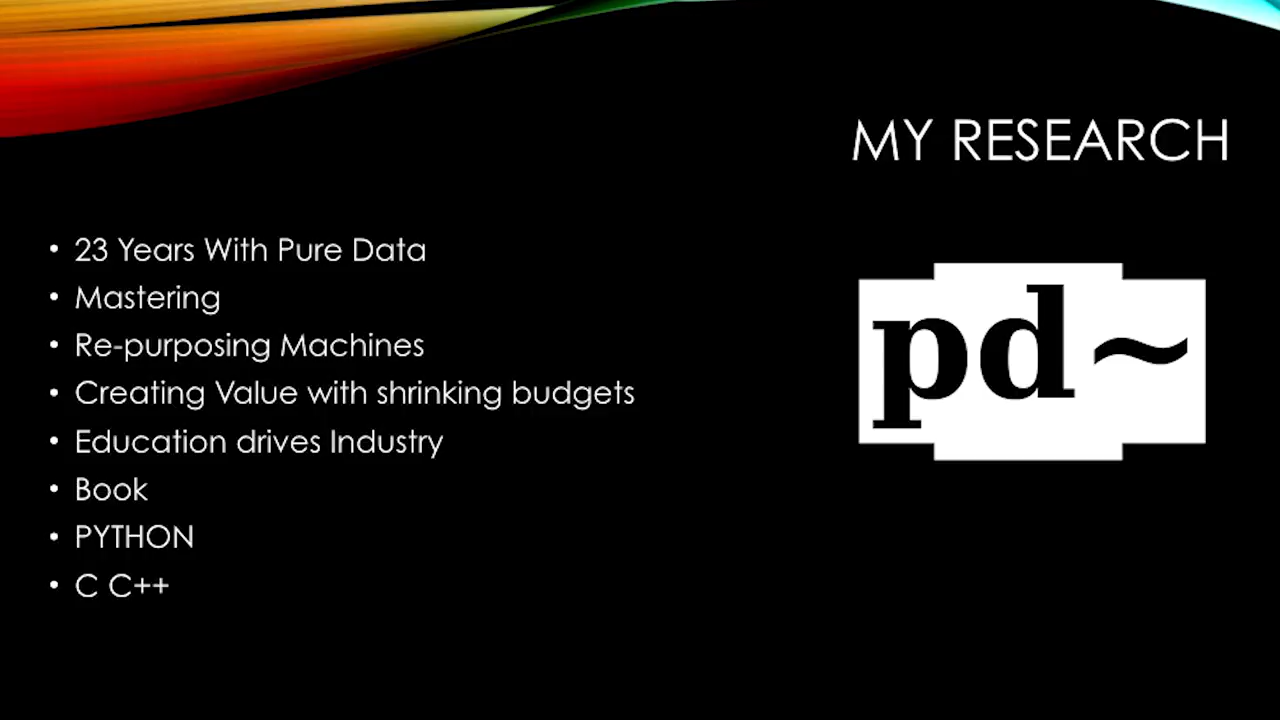 MY RESEARCH
• 23 Years With Pure Data
• Mastering
• Re-purposing Machines
• Creating Value with shrinking budgets
• Education drives Industry
• Book
• PYTHON
• C C++
pd~